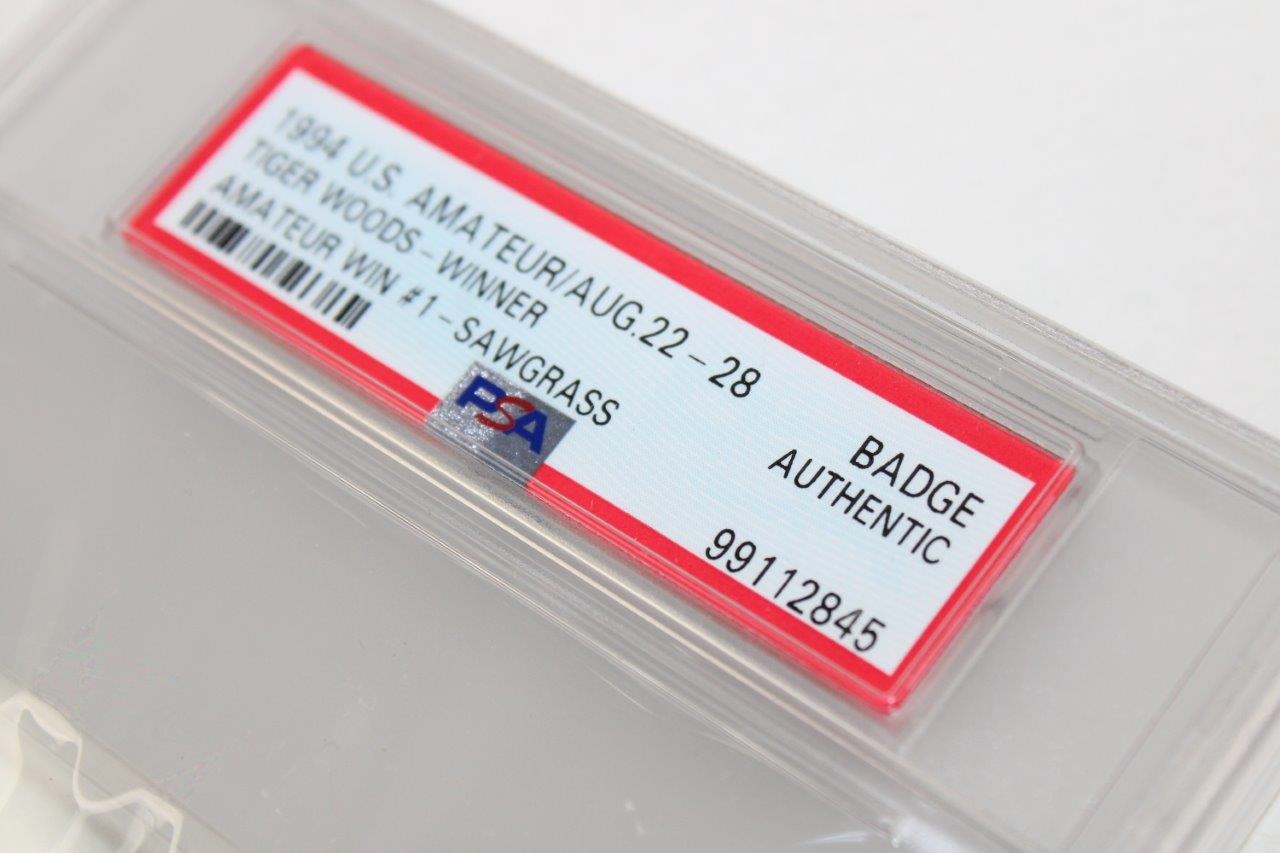 1994 U.S. AMATEUR/AUG.22-28
TIGER WOODS-WINNER
AMATEUR WIN #1-SAWGRASS
PSA
BADGE
AUTHENTIC
99112845